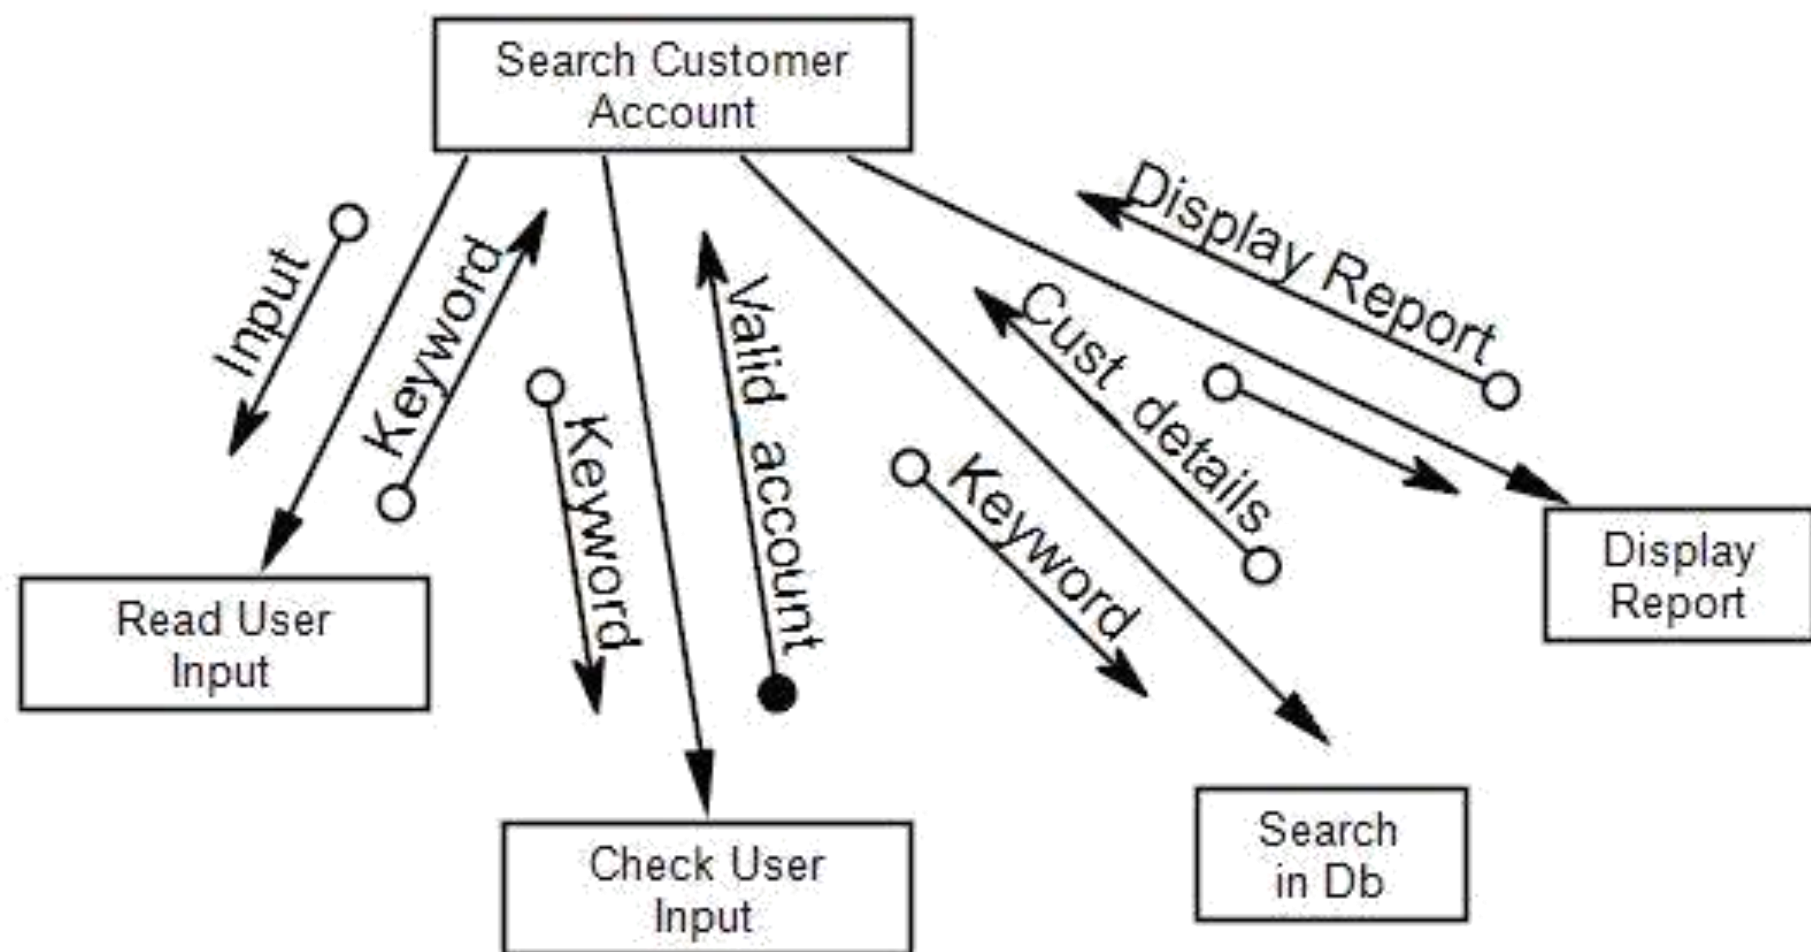 Search Customer
Account
Input
Keyword
Keyword
Valid account
Keyword
Cust details
Display Report
Read User
Input
Check User
Input
Search
in Db
Display
Report